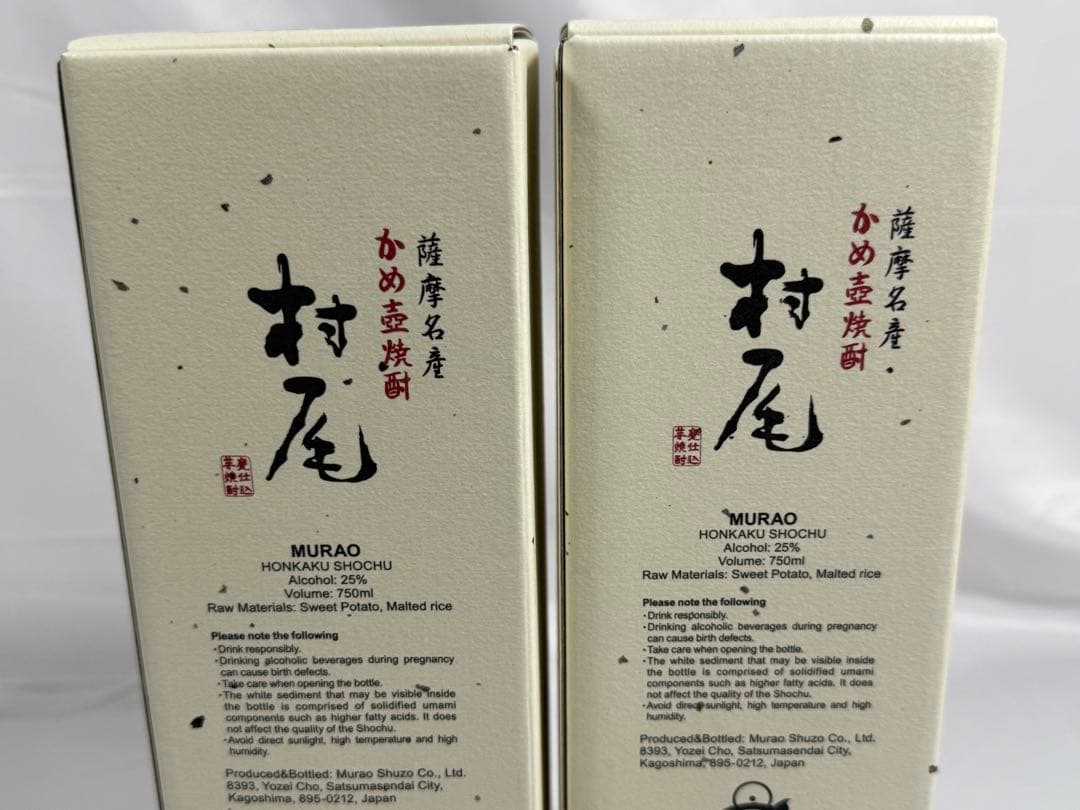 薩摩名産
かめ壺焼酎
村尾
甕仕込
芋焼酎
MURAO
HONKAKU SHOCHU
Alcohol: 25%
Volume: 750ml
Raw Materials: Sweet Potato, Malted rice
Please note the following
・Drink responsibly.
・Drinking alcoholic beverages during pregnancy
can cause birth defects.
・Take care when opening the bottle.
・The white sediment that may be visible inside
the bottle is comprised of solidified umami
components such as higher fatty acids. It does
not affect the quality of the Shochu.
・Avoid direct sunlight, high temperature and high
humidity.
Produced&Bottled: Murao Shuzo Co., Ltd.
8393, Yozei Cho, Satsumasendai City,
Kagoshima, 895-0212, Japan
薩摩名産
かめ壺焼酎
村尾
甕仕込
芋焼酎
MURAO
HONKAKU SHOCHU
Alcohol: 25%
Volume: 750ml
Raw Materials: Sweet Potato, Malted rice
Please note the following
・Drink responsibly.
・Drinking alcoholic beverages during pregnancy
can cause birth defects.
・Take care when opening the bottle.
・The white sediment that may be visible inside
the bottle is comprised of solidified umami
components such as higher fatty acids. It does
not affect the quality of the Shochu.
・Avoid direct sunlight, high temperature and high
humidity.
Produced&Bottled: Murao Shuzo Co., Ltd.
8393, Yozei Cho, Satsumasendai City,
Kagoshima, 895-0212, Japan